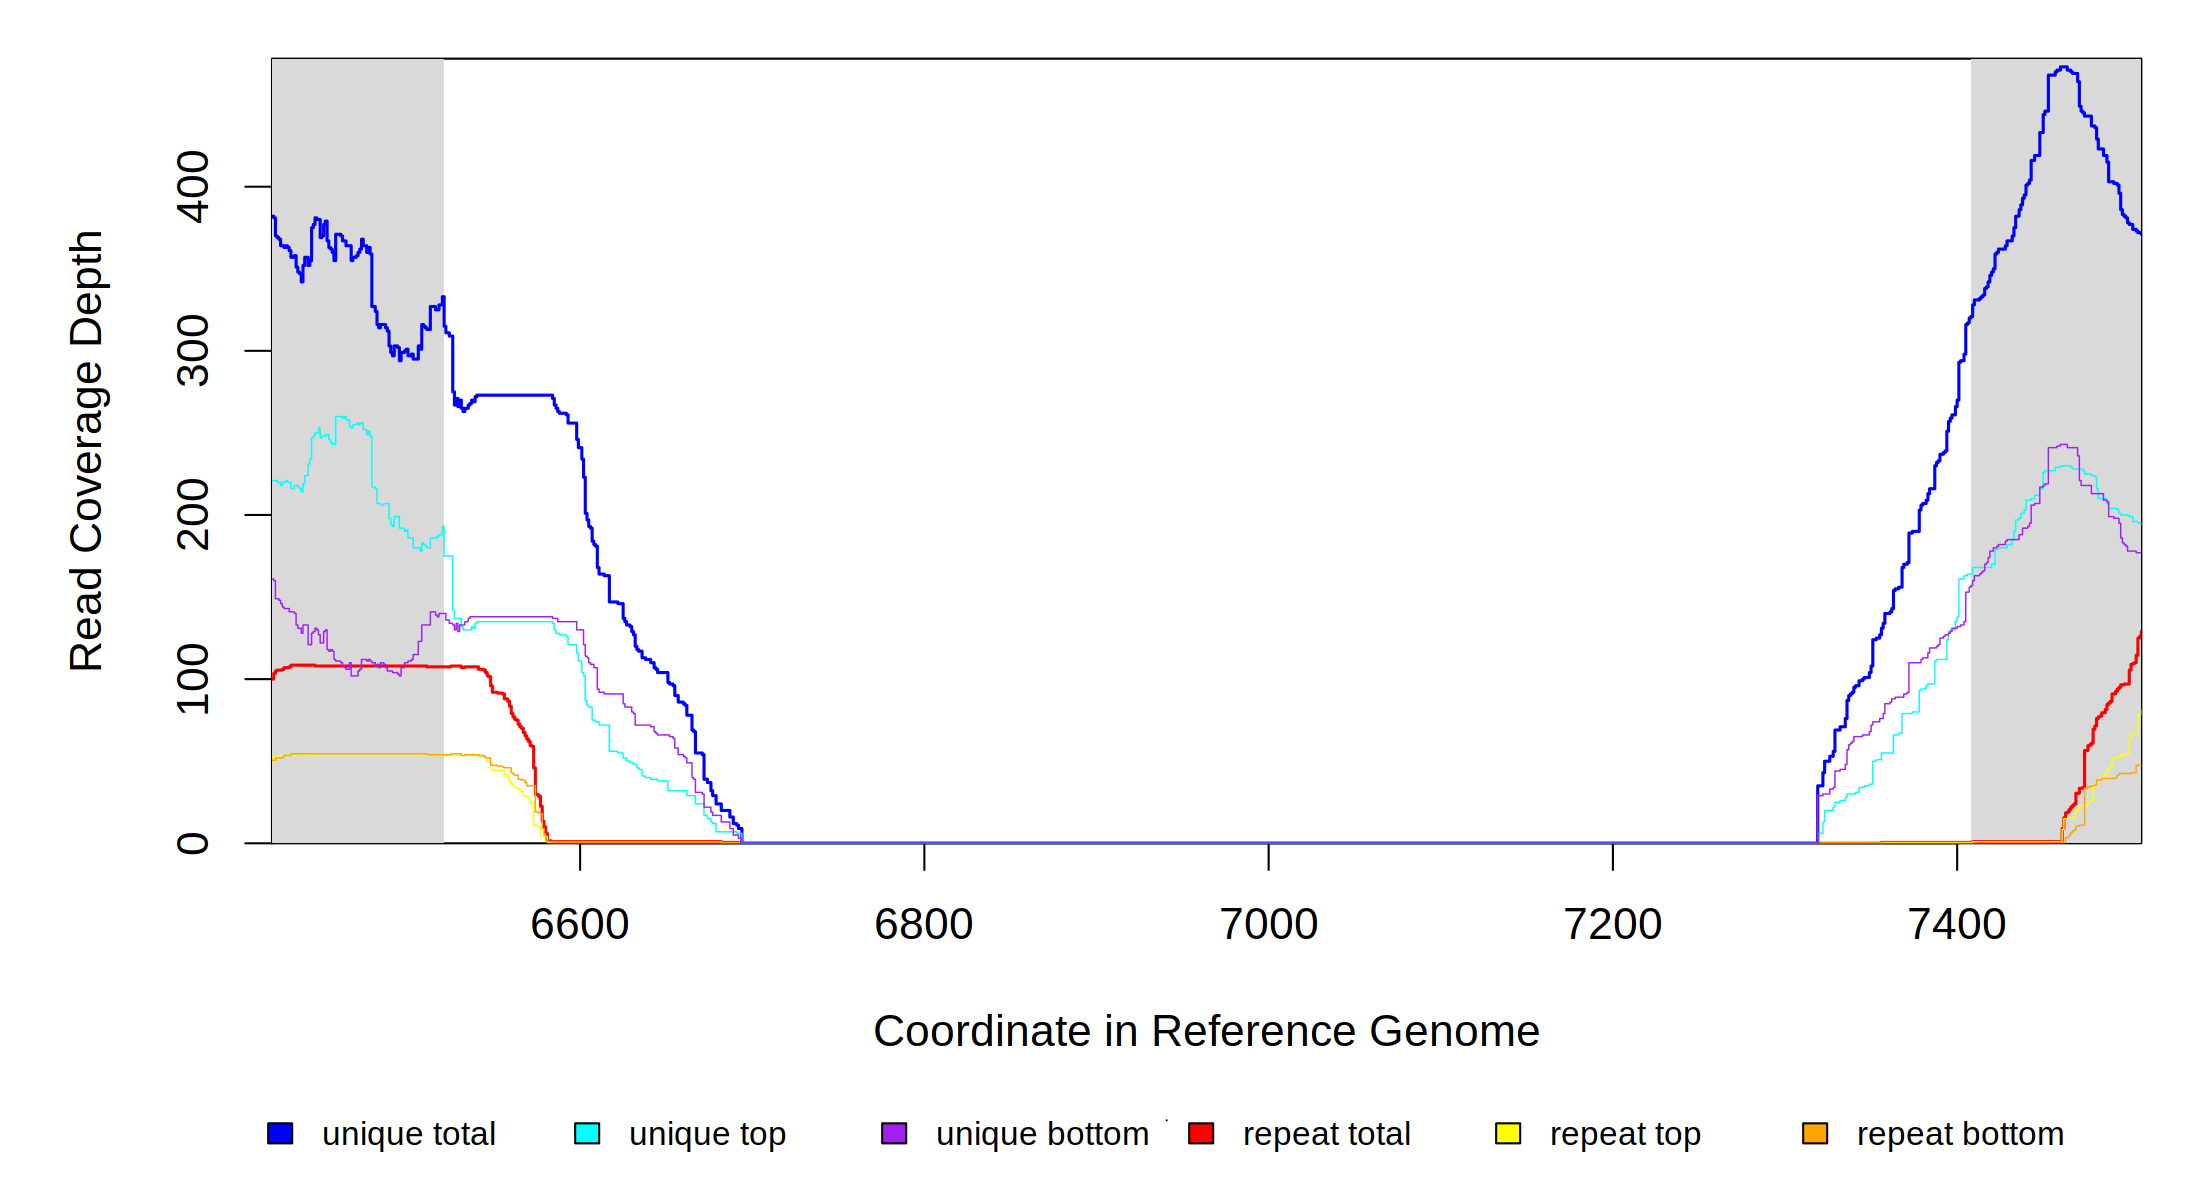 Read Coverage Depth
400
300
200
100
0
6600 6800 7000 7200 7400
Coordinate in Reference Genome
unique total unique top unique bottom repeat total repeat top repeat bottom